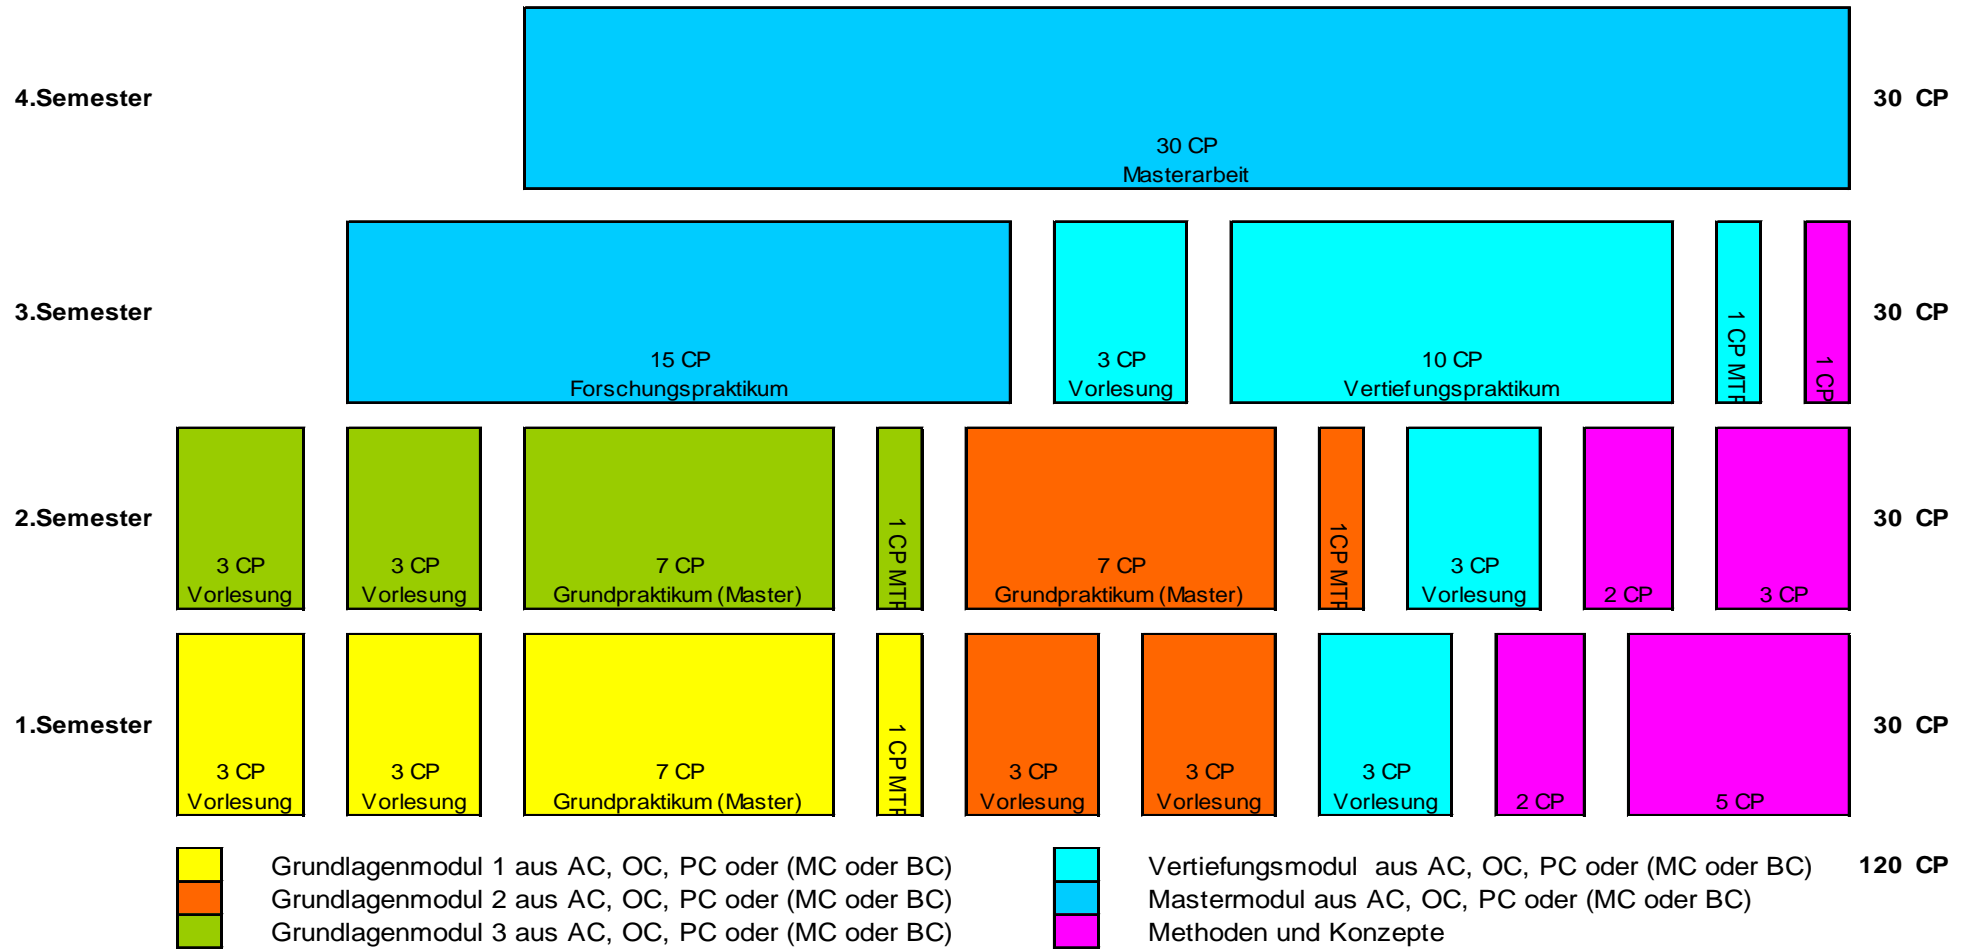 4.Semester
30 CP
Masterarbeit
30 CP
3.Semester
15 CP
Forschungspraktikum
3 CP
Vorlesung
10 CP
Vertiefungspraktikum
1 CP MTP
1 CP
30 CP
2.Semester
3 CP
Vorlesung
3 CP
Vorlesung
7 CP
Grundpraktikum (Master)
1 CP MTP
7 CP
Grundpraktikum (Master)
1CP MTP
3 CP
Vorlesung
2 CP
3 CP
30 CP
1.Semester
3 CP
Vorlesung
3 CP
Vorlesung
7 CP
Grundpraktikum (Master)
1 CP MTP
3 CP
Vorlesung
3 CP
Vorlesung
3 CP
Vorlesung
2 CP
5 CP
30 CP
Grundlagenmodul 1 aus AC, OC, PC oder (MC oder BC)
Grundlagenmodul 2 aus AC, OC, PC oder (MC oder BC)
Grundlagenmodul 3 aus AC, OC, PC oder (MC oder BC)
Vertiefungsmodul aus AC, OC, PC oder (MC oder BC)
Mastermodul aus AC, OC, PC oder (MC oder BC)
Methoden und Konzepte
120 CP